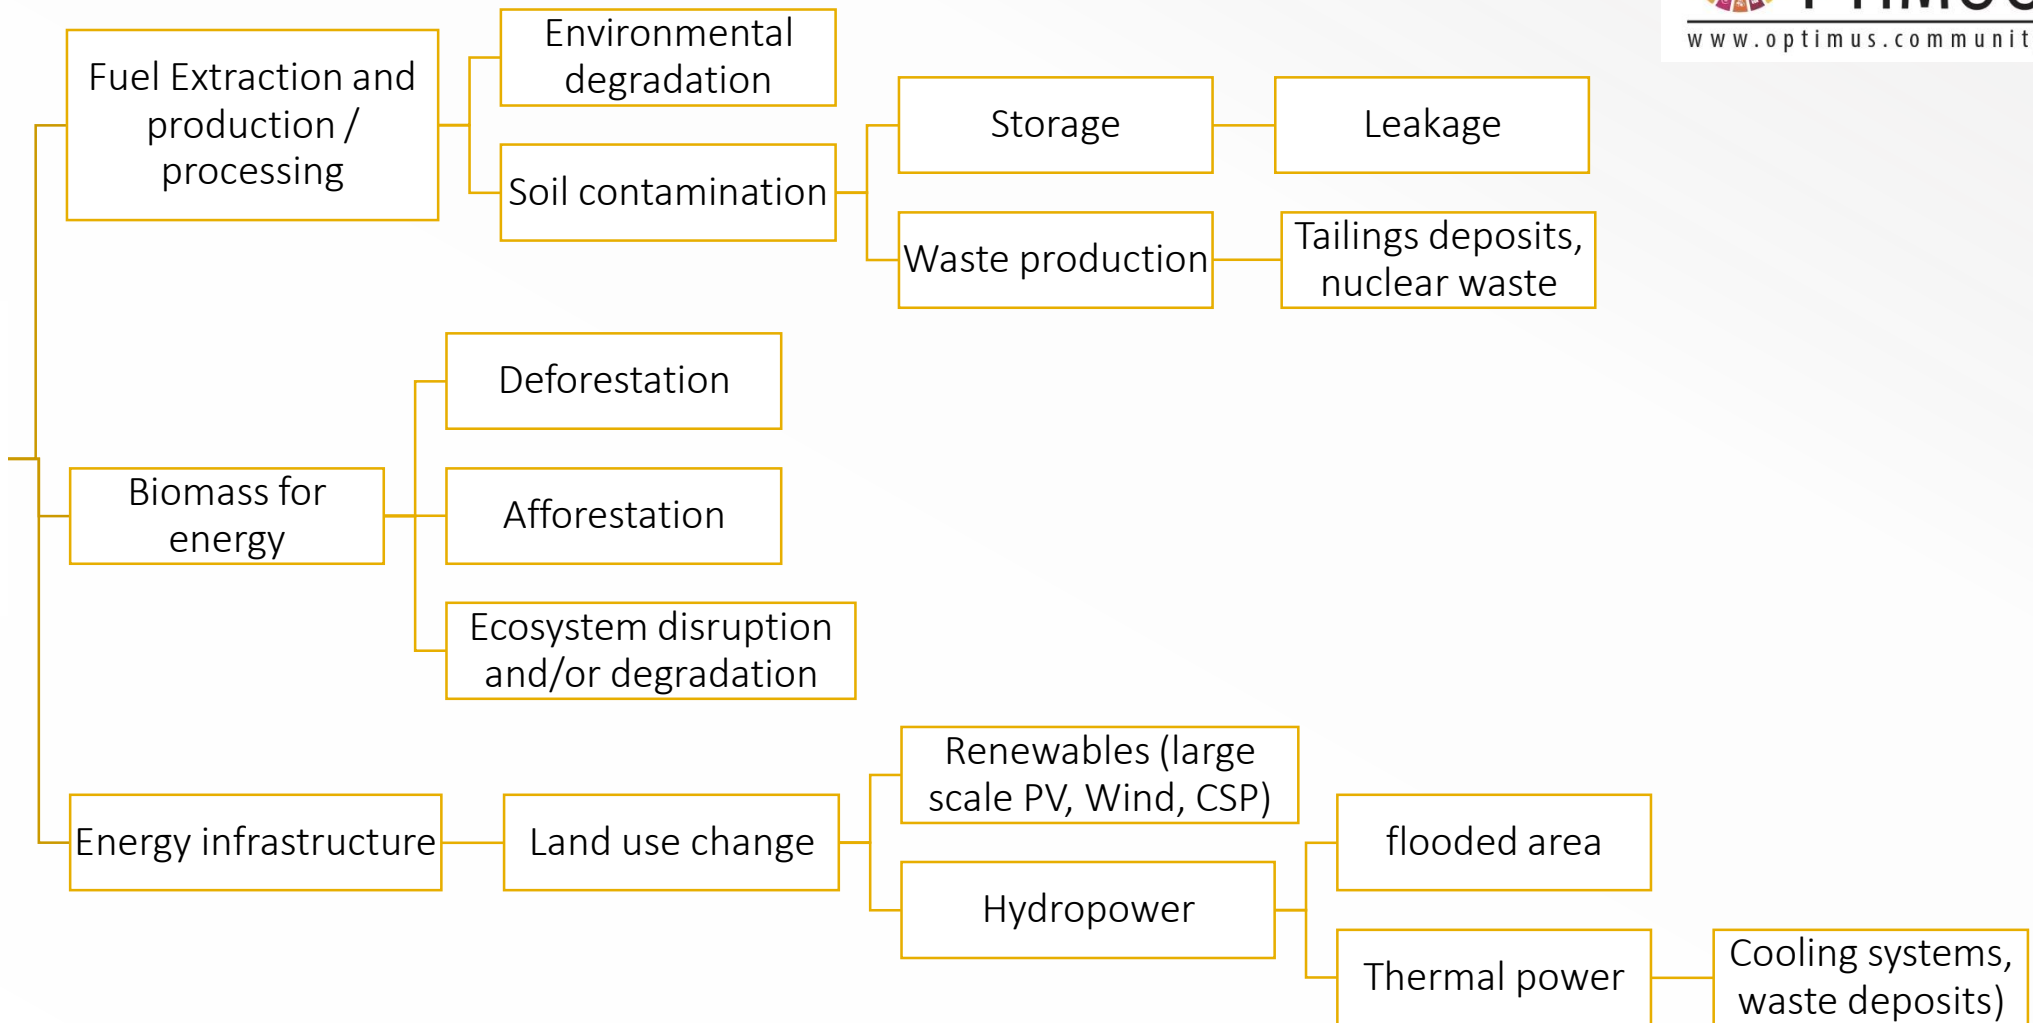 www.optimus.communit
Fuel Extraction and
production /
processing
Environmental
degradation
Soil contamination
Storage
Leakage
Waste production
Tailings deposits,
nuclear waste
Biomass for
energy
Deforestation
Afforestation
Ecosystem disruption
and/or degradation
Energy infrastructure
Land use change
Renewables (large
scale PV, Wind, CSP)
Hydropower
flooded area
Thermal power
Cooling systems,
waste deposits)